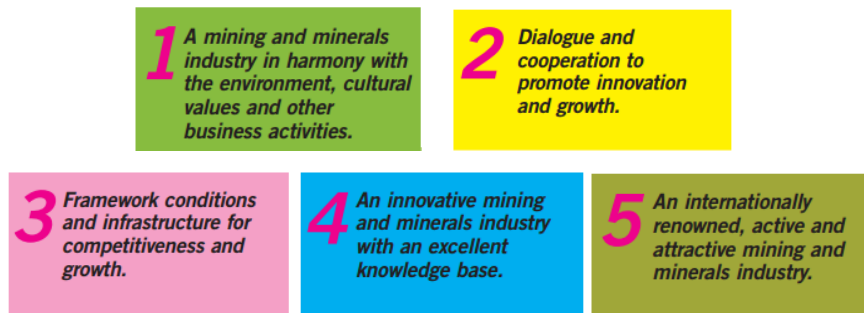 1 A mining and minerals
industry in harmony with
the environment, cultural
values and other
business activities.
2 Dialogue and
cooperation to
promote innovation
and growth.
3 Framework conditions
and infrastructure for
competitiveness and
growth.
4 An innovative mining
and minerals industry
with an excellent
knowledge base.
5 An internationally
renowned, active and
attractive mining and
minerals industry.